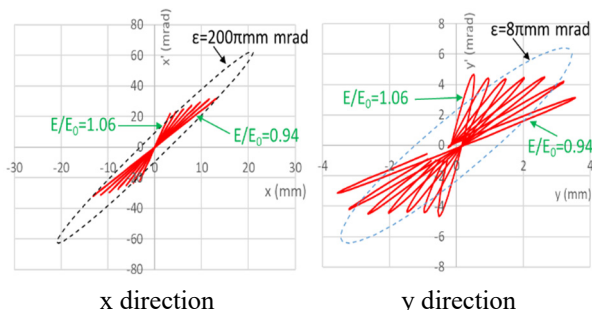 80
x' (mrad)
ε=200πmm mrad
60
40
E/E₀=1.06
20
0
E/E₀=0.94
-30
-20
-10
0
10
20
30
x (mm)
-20
-40
-60
-80
x direction
8
y' (mrad)
ε=8πmm mrad
6
E/E₀=1.06
4
2
0
E/E₀=0.94
-4
-2
0
2
4
y (mm)
-2
-4
-6
-8
y direction